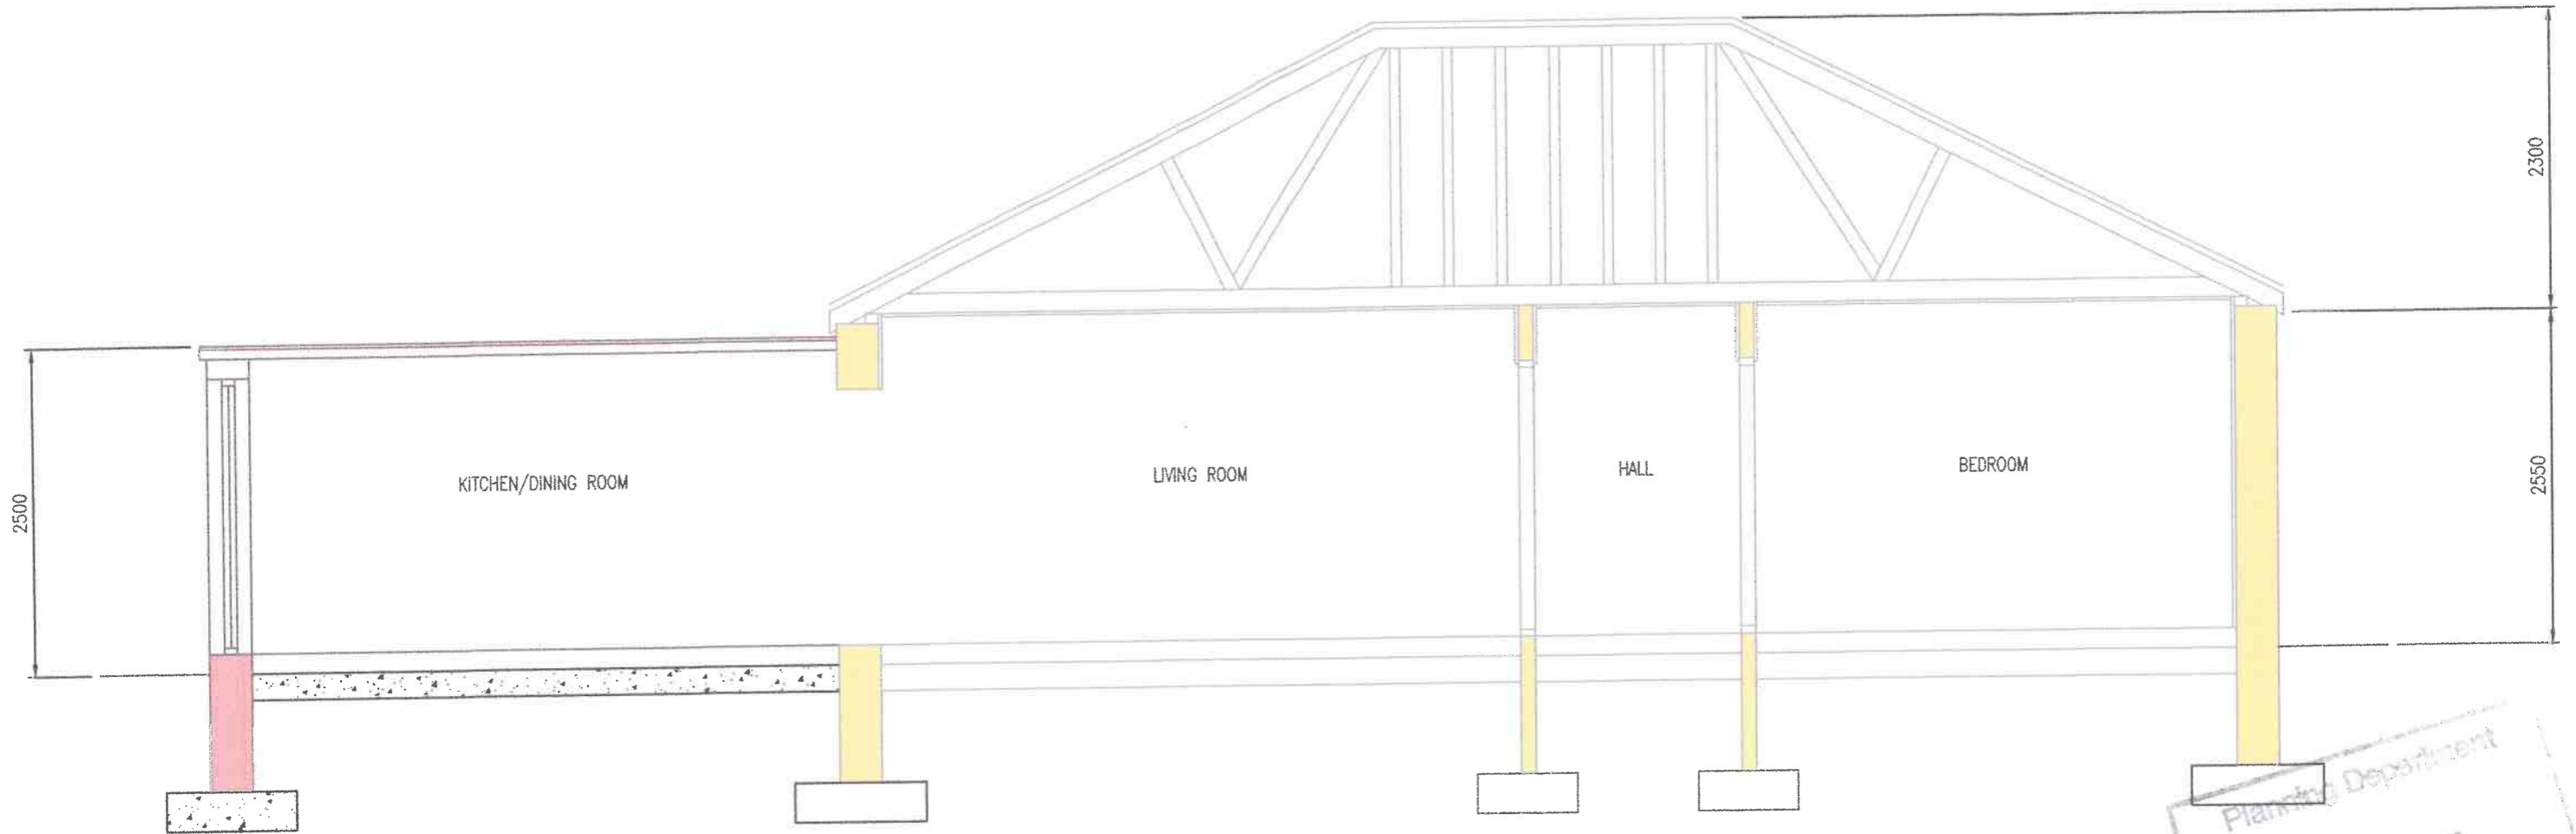 2300
2500
KITCHEN/DINING ROOM
LIVING ROOM
HALL
BEDROOM
2550
Planning Department